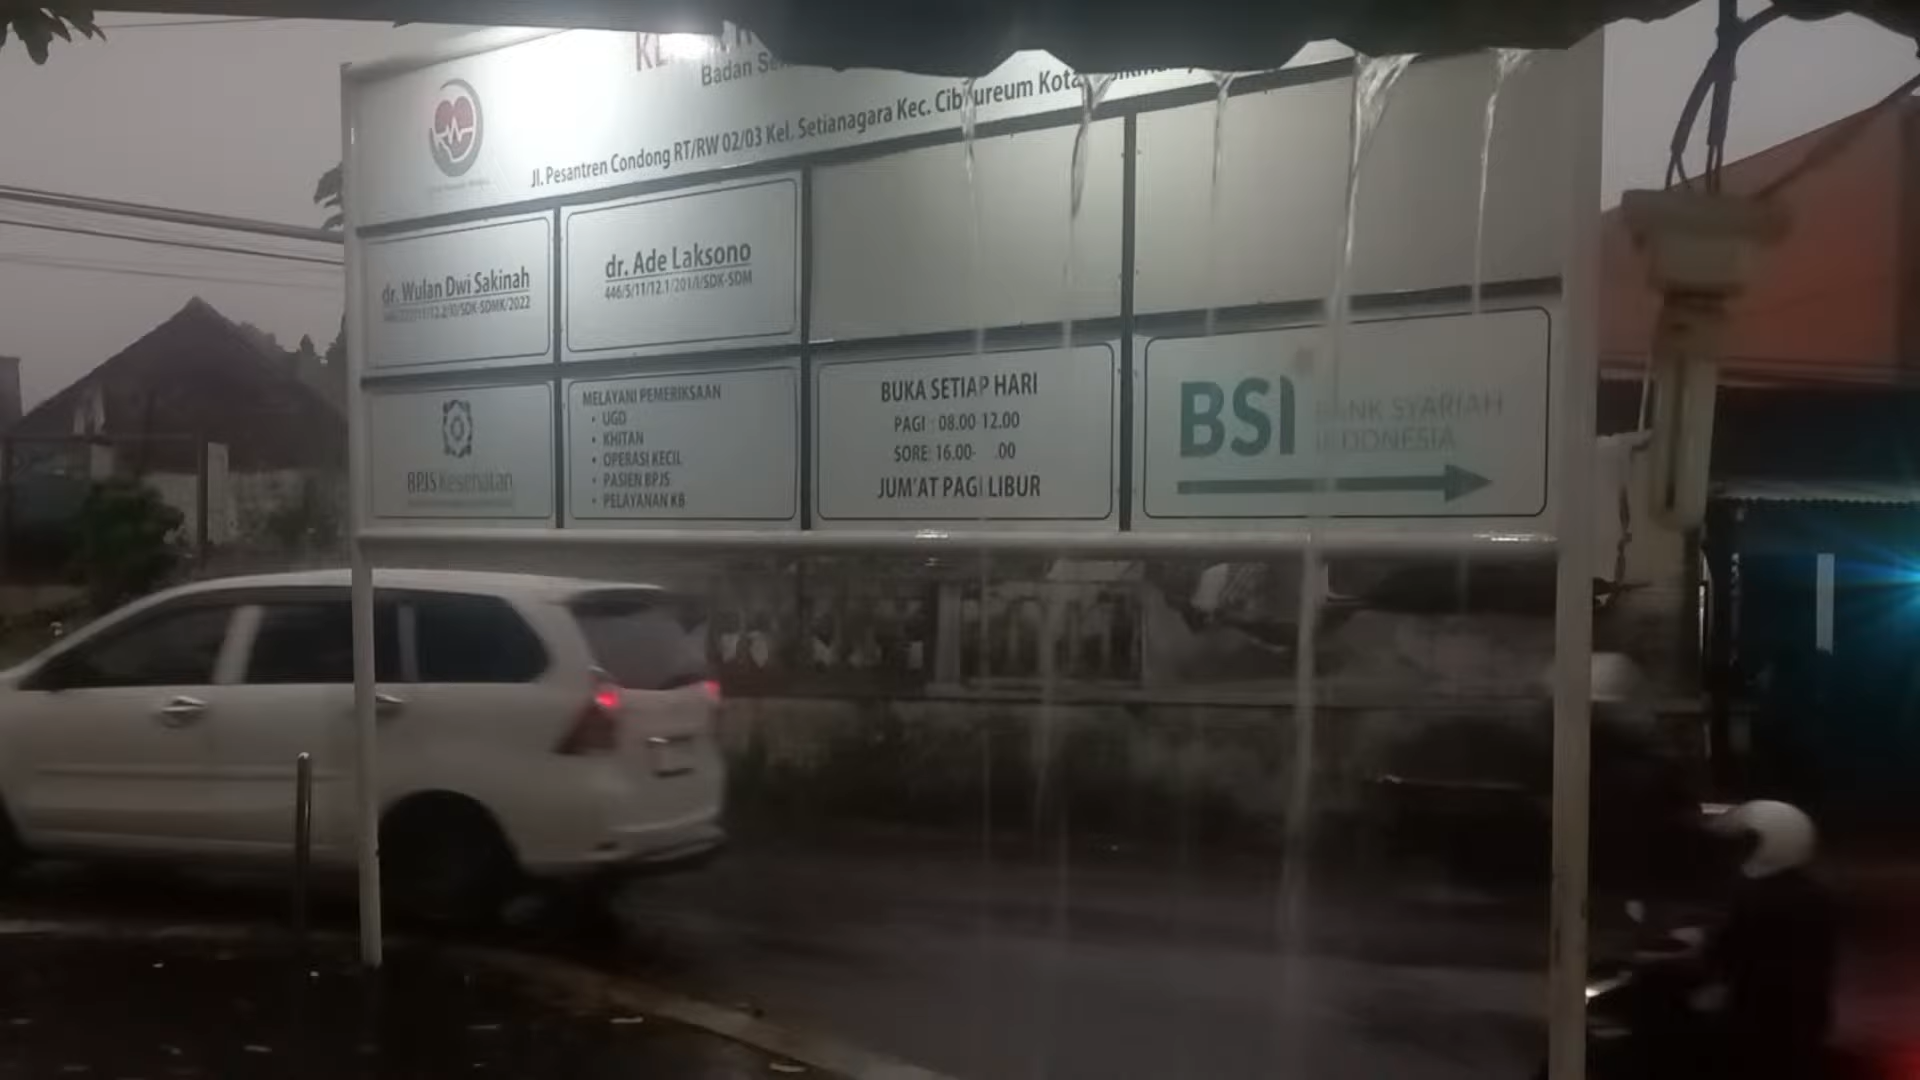 Badan
Jl. Pesantren Condong RT/RW 02/03 Kel. Setianagara Kec. Cibeureum Kota
dr. Wulan Dwi Sakinah
dr. Ade Laksono
446/5/11/12.1/201/I/SDK-SDM
BPJS Kesehatan
MELAYANI PEMERIKSAAN
• UGD
• KHITAN
• OPERASI KECIL
• PASIEN BPJS
• PELAYANAN KB
BUKA SETIAP HARI
PAGI : 08.00 12.00
SORE: 16.00- .00
JUM'AT PAGI LIBUR
BSI BANK SYARIAH
INDONESIA